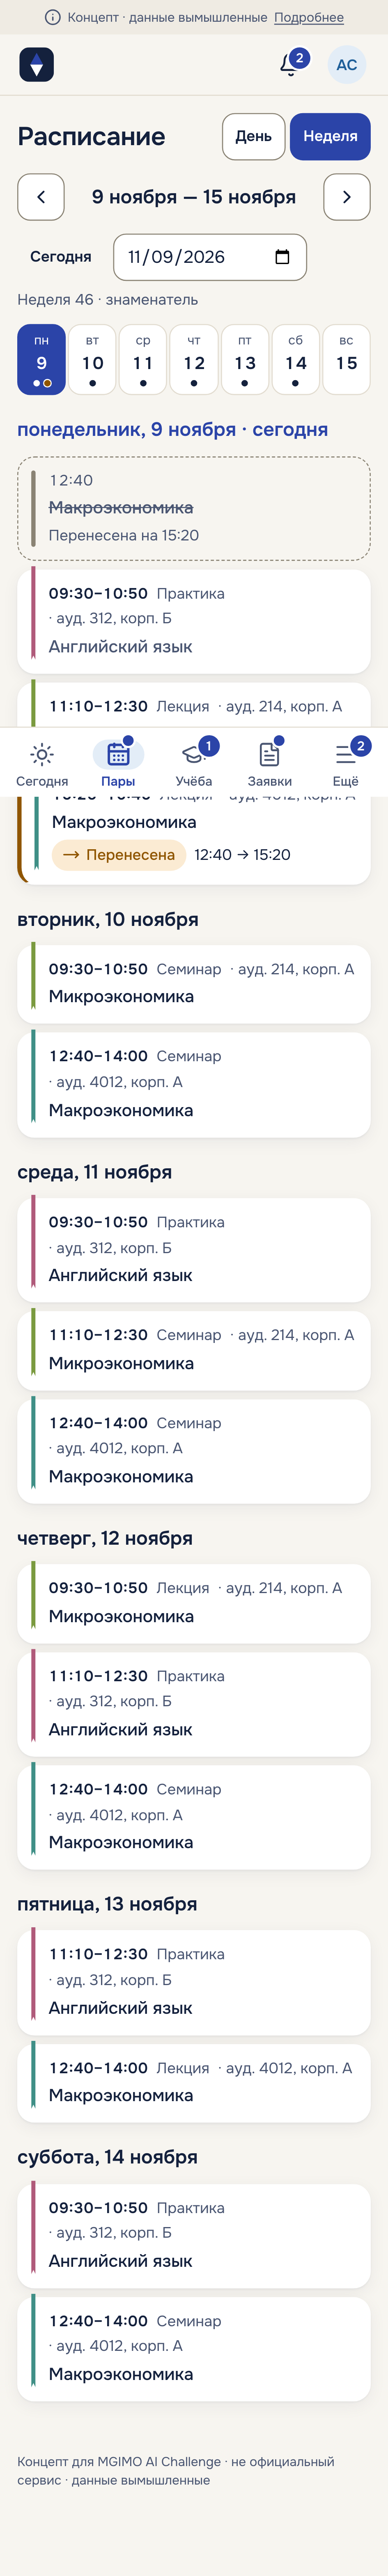 Концепт · данные вымышленные Подробнее
2
АС
Расписание
День
Неделя
9 ноября — 15 ноября
Сегодня
11/09/2026
Неделя 46 · знаменатель
пн вт ср чт пт сб вс
9 10 11 12 13 14 15
понедельник, 9 ноября · сегодня
12:40
Макроэкономика
Перенесена на 15:20
09:30–10:50 Практика
· ауд. 312, корп. Б
Английский язык
11:10–12:30 Лекция · ауд. 214, корп. А
1
2
Сегодня Пары Учёба Заявки Ещё
Лекция · ауд. 4012, корп. А
Макроэкономика
→ Перенесена 12:40 → 15:20
вторник, 10 ноября
09:30–10:50 Семинар · ауд. 214, корп. А
Микроэкономика
12:40–14:00 Семинар
· ауд. 4012, корп. А
Макроэкономика
среда, 11 ноября
09:30–10:50 Практика
· ауд. 312, корп. Б
Английский язык
11:10–12:30 Семинар · ауд. 214, корп. А
Микроэкономика
12:40–14:00 Семинар
· ауд. 4012, корп. А
Макроэкономика
четверг, 12 ноября
09:30–10:50 Лекция · ауд. 214, корп. А
Микроэкономика
11:10–12:30 Практика
· ауд. 312, корп. Б
Английский язык
12:40–14:00 Семинар
· ауд. 4012, корп. А
Макроэкономика
пятница, 13 ноября
11:10–12:30 Практика
· ауд. 312, корп. Б
Английский язык
12:40–14:00 Лекция · ауд. 4012, корп. А
Макроэкономика
суббота, 14 ноября
09:30–10:50 Практика
· ауд. 312, корп. Б
Английский язык
12:40–14:00 Семинар
· ауд. 4012, корп. А
Макроэкономика
Концепт для MGIMO AI Challenge · не официальный
сервис · данные вымышленные